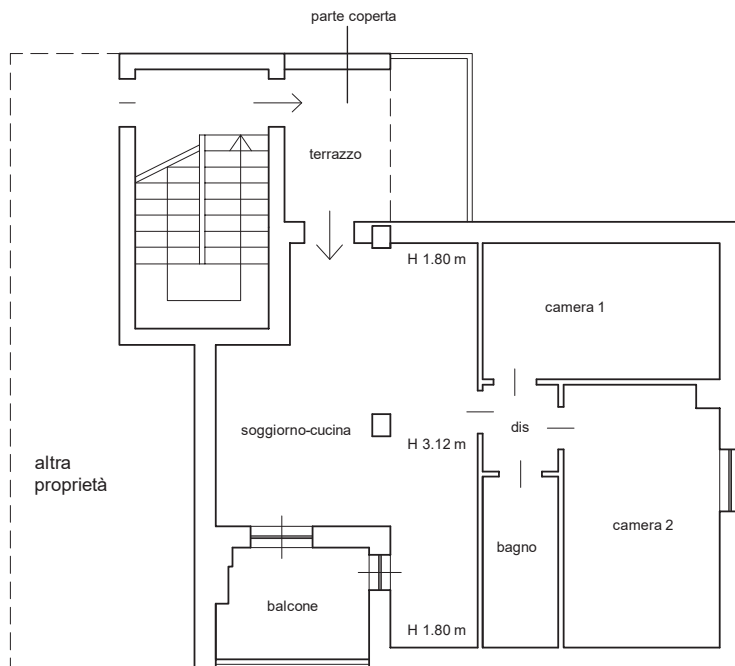 parte coperta
terrazzo
H 1.80 m
camera 1
soggiorno-cucina
dis
H 3.12 m
altra
proprietà
camera 2
bagno
balcone
H 1.80 m